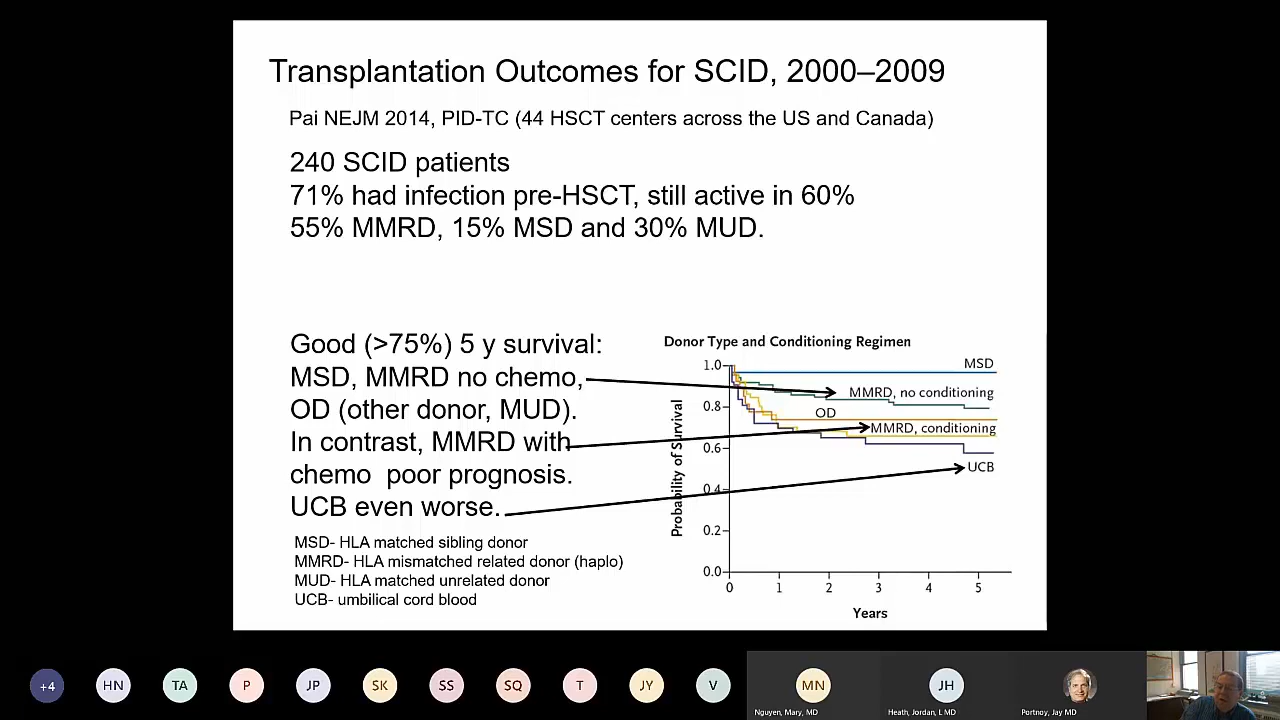 Transplantation Outcomes for SCID, 2000–2009
Pai NEJM 2014, PID-TC (44 HSCT centers across the US and Canada)
240 SCID patients
71% had infection pre-HSCT, still active in 60%
55% MMRD, 15% MSD and 30% MUD.
Good (>75%) 5 y survival:
MSD, MMRD no chemo,
OD (other donor, MUD).
In contrast, MMRD with
chemo  poor prognosis.
UCB even worse.
MSD- HLA matched sibling donor
MMRD- HLA mismatched related donor (haplo)
MUD- HLA matched unrelated donor
UCB- umbilical cord blood
Donor Type and Conditioning Regimen
Probability of Survival
1.0
0.8
0.6
0.4
0.2
0.0
MSD
MMRD, no conditioning
OD
MMRD, conditioning
UCB
0 1 2 3 4 5
Years
+4 HN TA P JP SK SS SQ T JY V MN JH
Nguyen, Mary, MD
Heath, Jordan, L MD
Portnoy, Jay MD